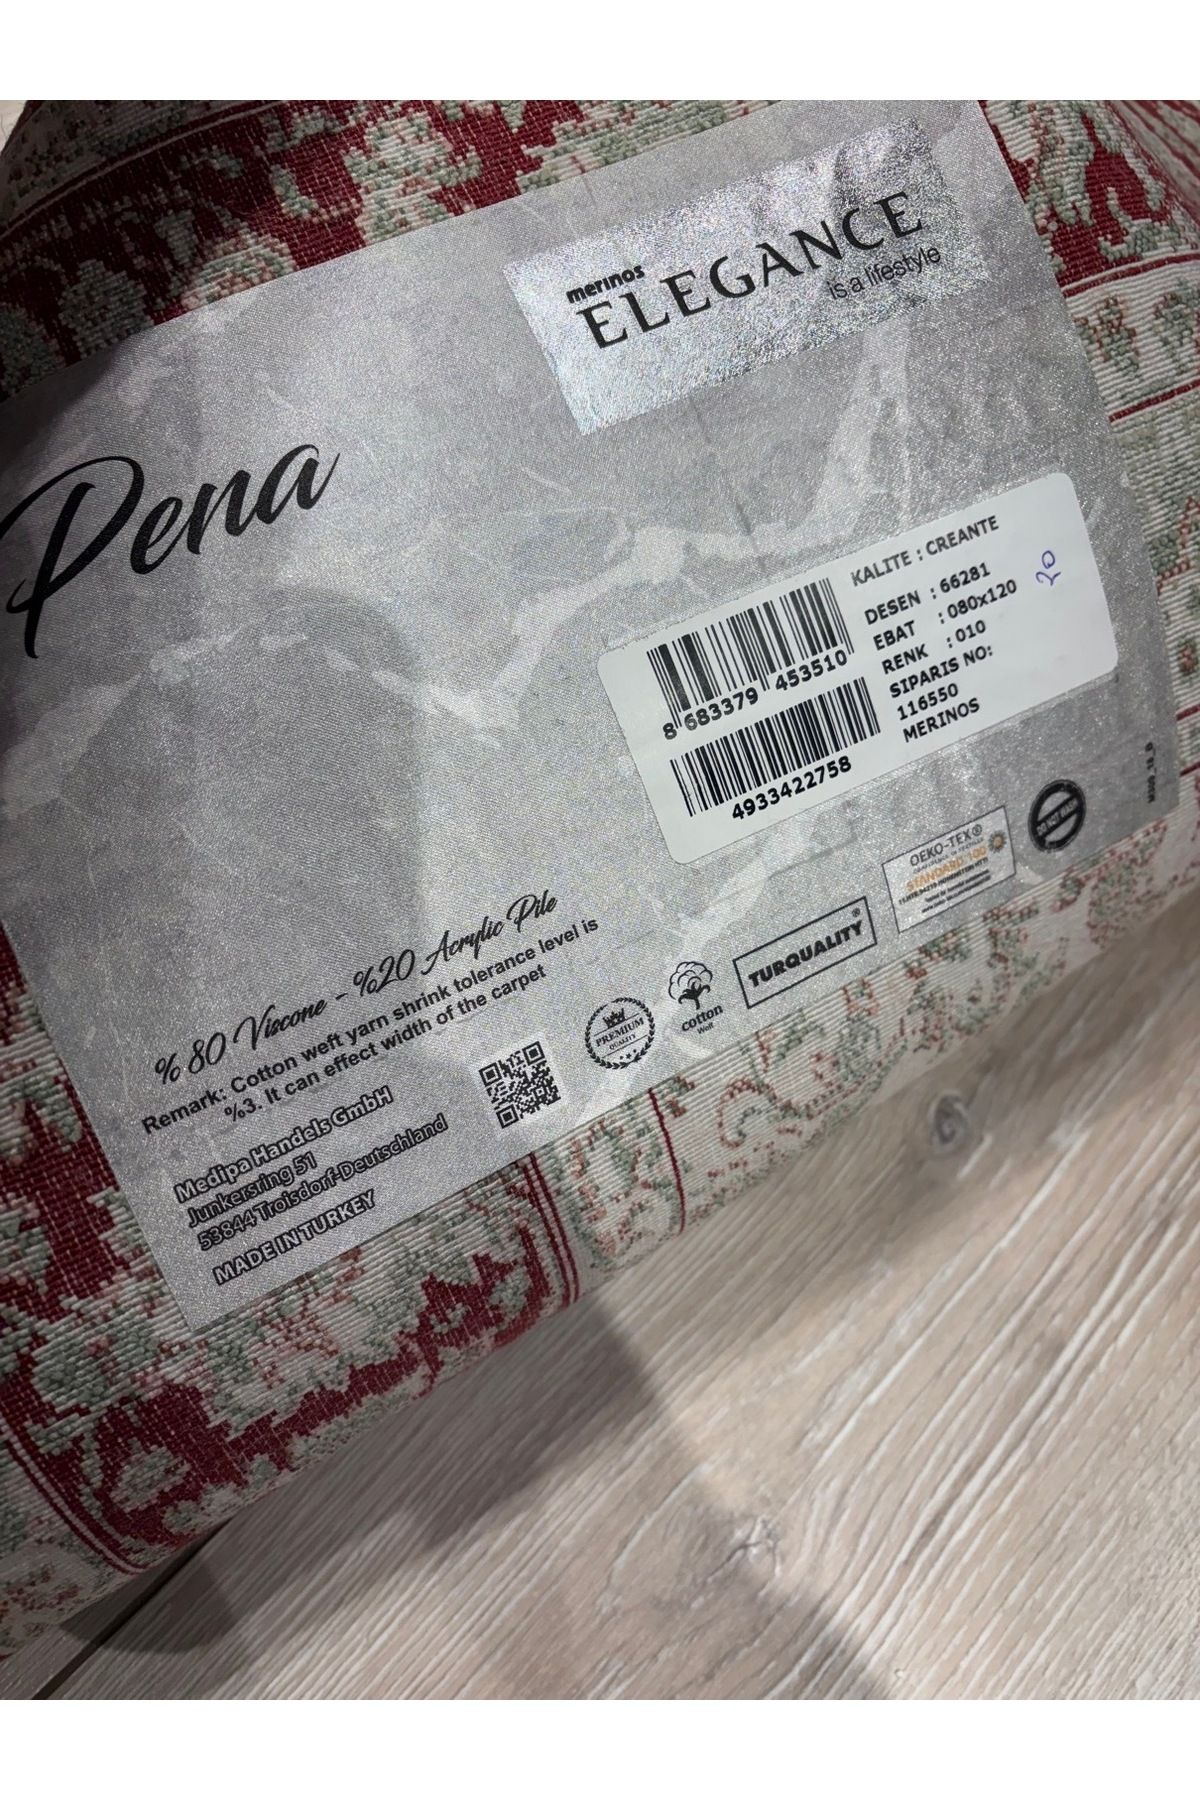 merinos
ELEGANCE
is a lifestyle
Pena
KALITE : CREANTE
DESEN : 66281
EBAT : 080x120
RENK : 010
SIPARIS NO:
116550
MERINOS
20
8 683379 453510
4933422758
% 80 Viscone - %20 Acrylic Pile
Remark: Cotton weft yarn shrink tolerance level is
%3. It can effect width of the carpet
Medipa Handels GmbH
Junkersring 51
53844 Troisdorf-Deutschland
MADE IN TURKEY
PREMIUM
QUALITY
cotton
Weft
TURQUALITY®
OEKO-TEX®
STANDARD 100